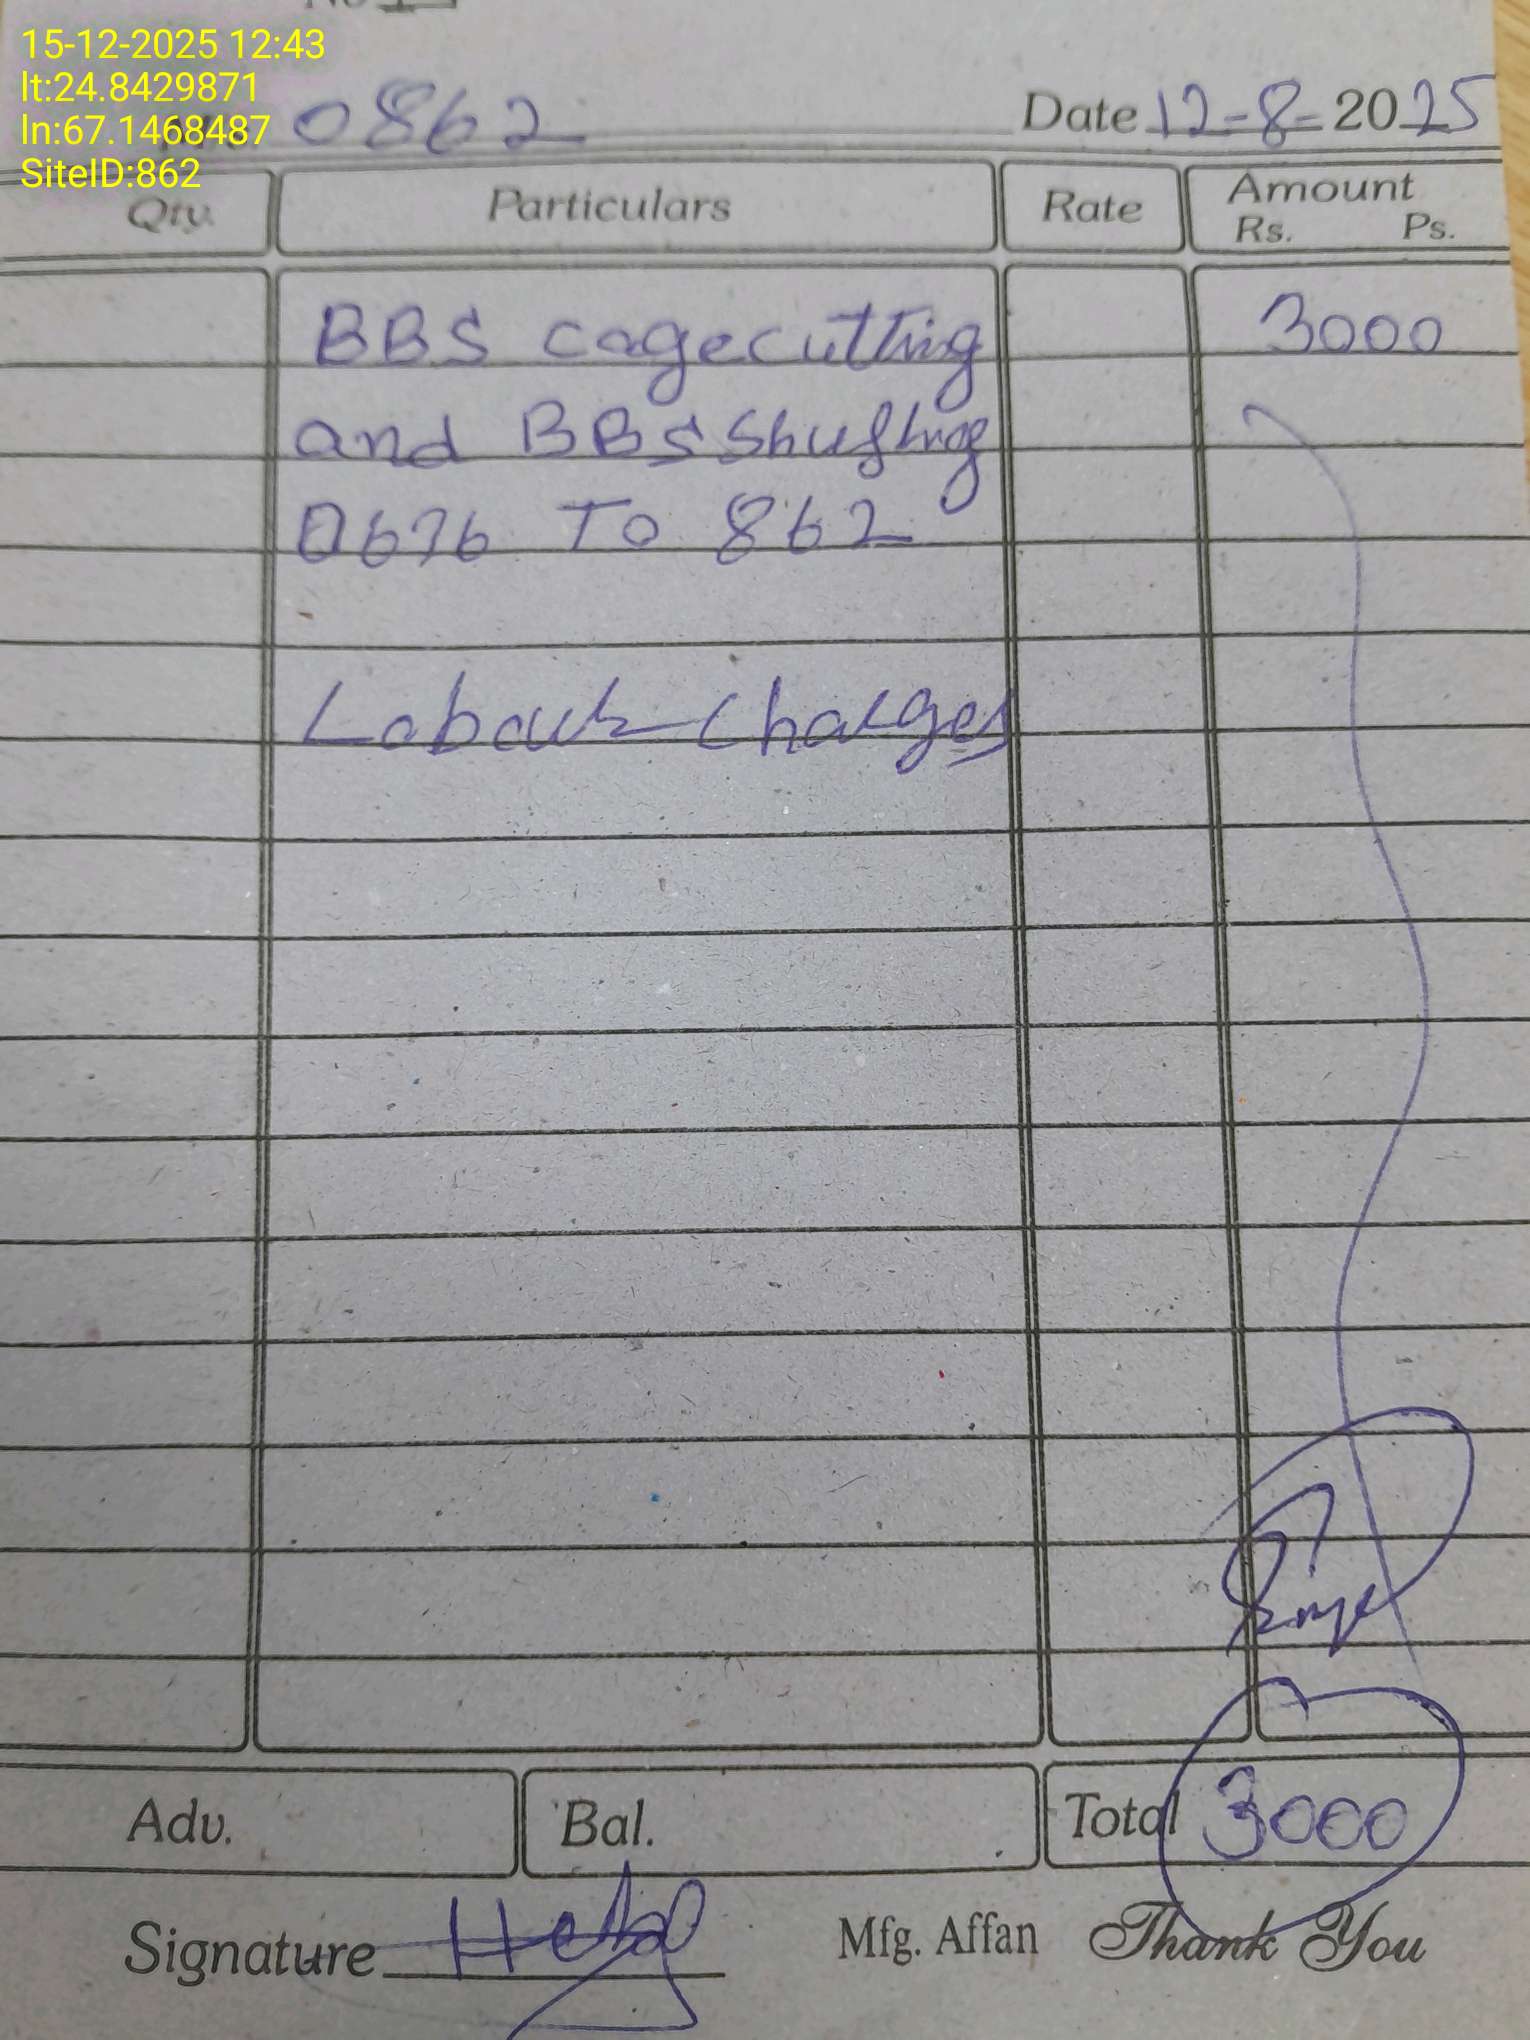 15-12-2025 12:43
lt:24.8429871
ln:67.1468487
SiteID:862
0862 Date 12-8-2025
Qty. Particulars Rate Amount
Rs. Ps.
BBS cagecutting 3000
and BBS Shufting
0676 To 862
Labour Charges
Adv. Bal. Total 3000
Signature Mfg. Affan Thank You